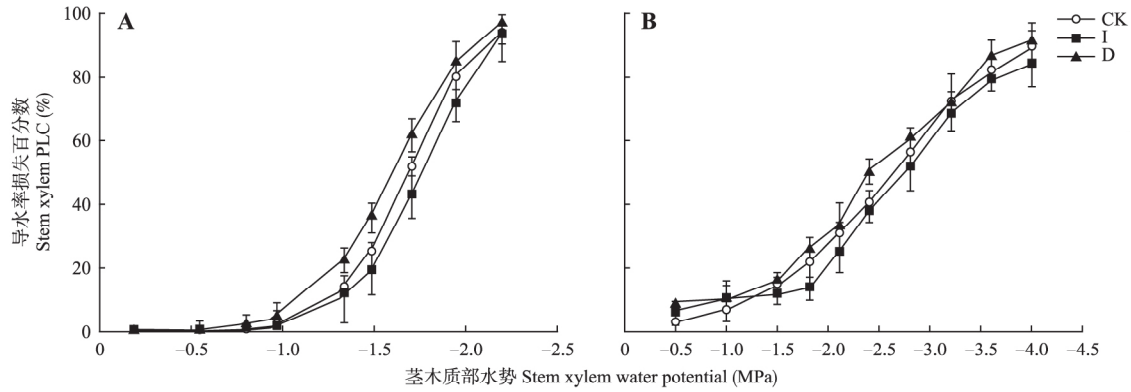 A
B
CK
I
D
导水率损失百分数
Stem xylem PLC (%)
100
80
60
40
20
0
0 –0.5 –1.0 –1.5 –2.0 –2.5
0 –0.5 –1.0 –1.5 –2.0 –2.5 –3.0 –3.5 –4.0 –4.5
茎木质部水势 Stem xylem water potential (MPa)